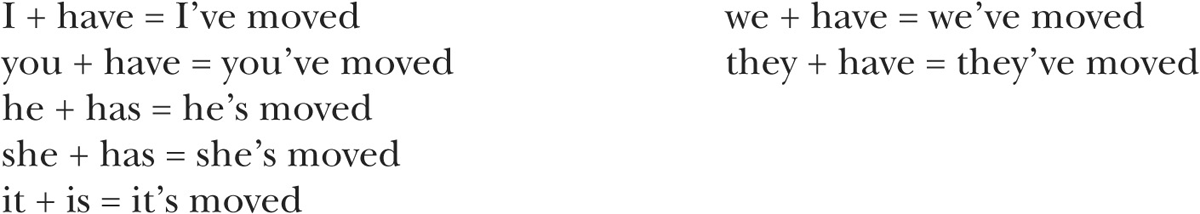 I + have = I’ve moved
you + have = you’ve moved
he + has = he’s moved
she + has = she’s moved
it + is = it’s moved
we + have = we’ve moved
they + have = they’ve moved